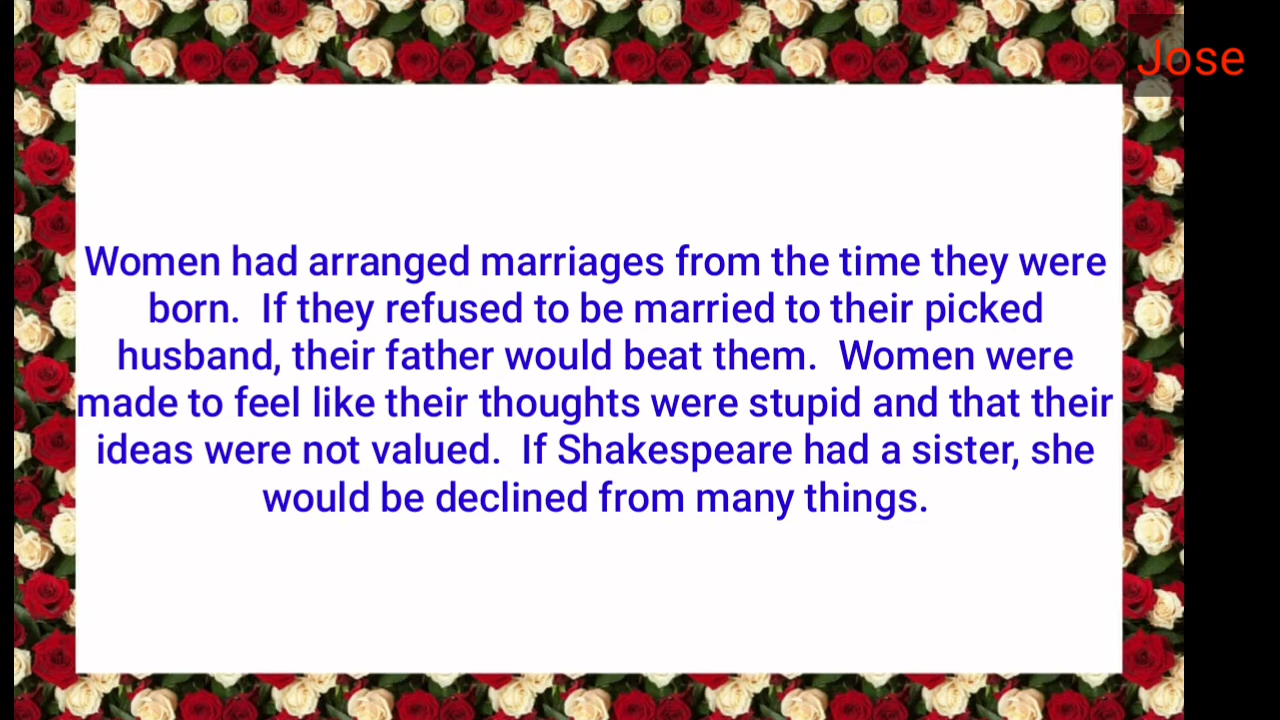 Jose
Women had arranged marriages from the time they were
born.  If they refused to be married to their picked
husband, their father would beat them.  Women were
made to feel like their thoughts were stupid and that their
ideas were not valued.  If Shakespeare had a sister, she
would be declined from many things.